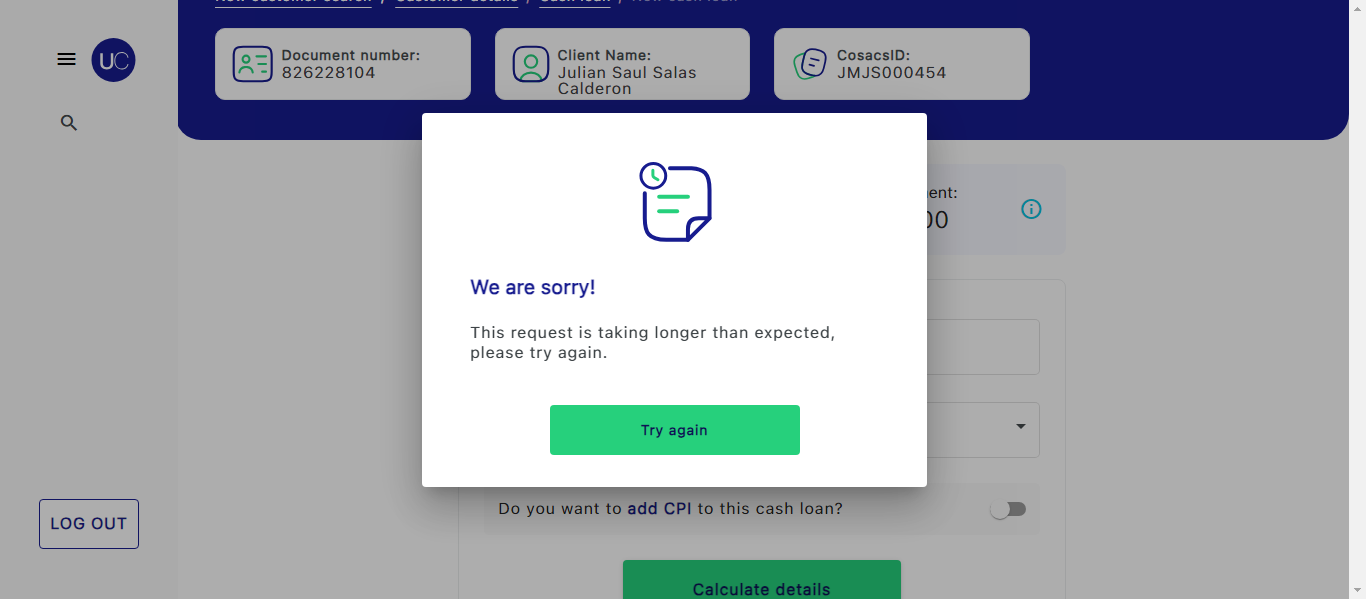 New customer search / Customer details / Cash loan / New cash loan
UC
Document number:
826228104
Client Name:
Julian Saul Salas
Calderon
CosacsID:
JMJS000454
ent:
00
We are sorry!
This request is taking longer than expected,
please try again.
Try again
Do you want to add CPI to this cash loan?
LOG OUT
Calculate details